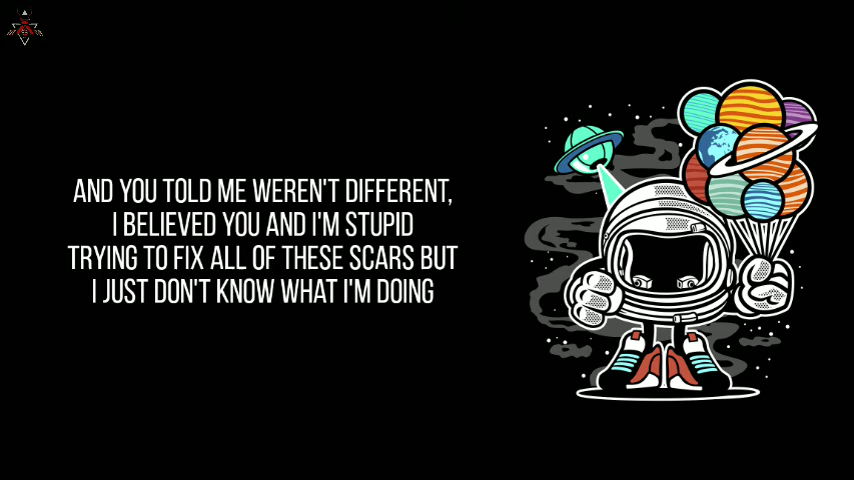 AND YOU TOLD ME WEREN'T DIFFERENT,
I BELIEVED YOU AND I'M STUPID
TRYING TO FIX ALL OF THESE SCARS BUT
I JUST DON'T KNOW WHAT I'M DOING